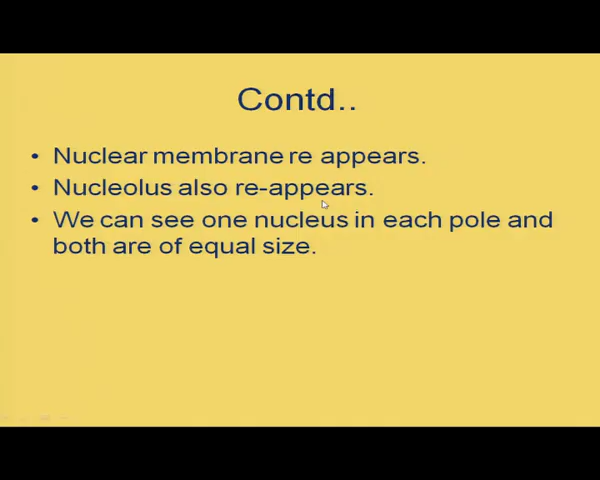 Contd..
• Nuclear membrane re appears.
• Nucleolus also re-appears.
• We can see one nucleus in each pole and
both are of equal size.